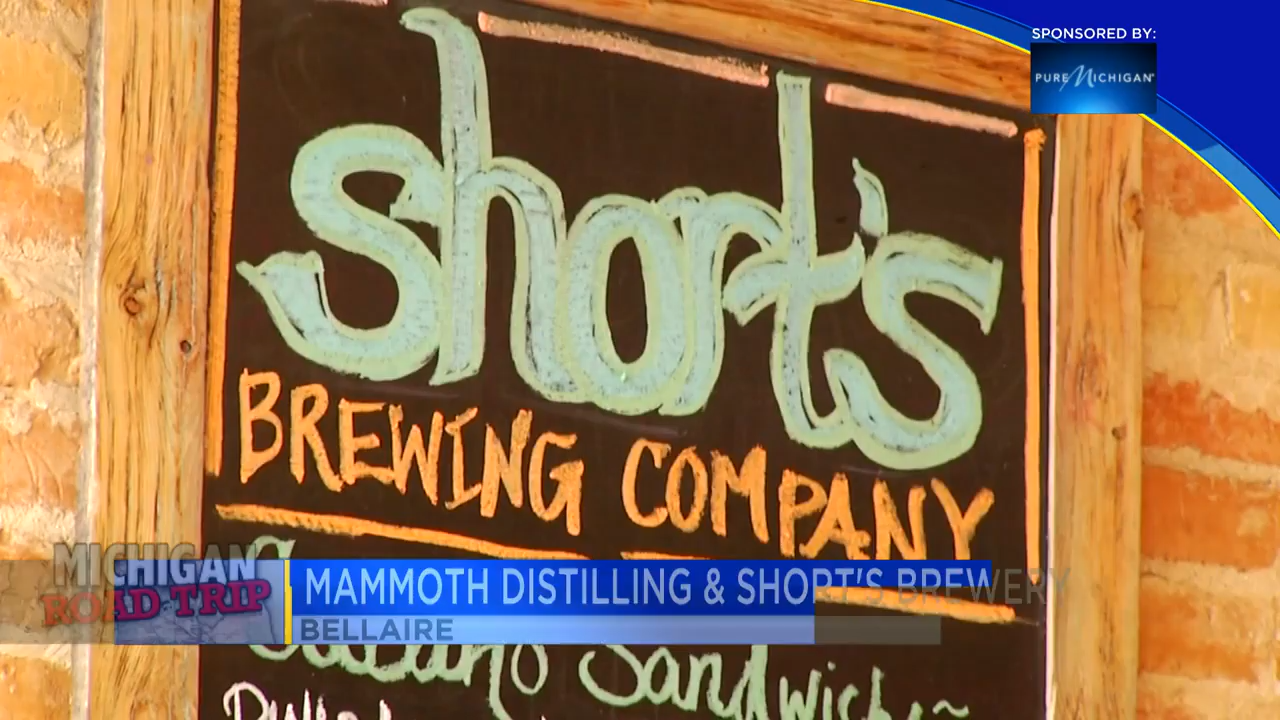 SPONSORED BY:
PURE MICHIGAN
short's
BREWING COMPANY
MICHIGAN
ROAD TRIP
MAMMOTH DISTILLING & SHORT'S BREWERY
BELLAIRE
Sandwich~